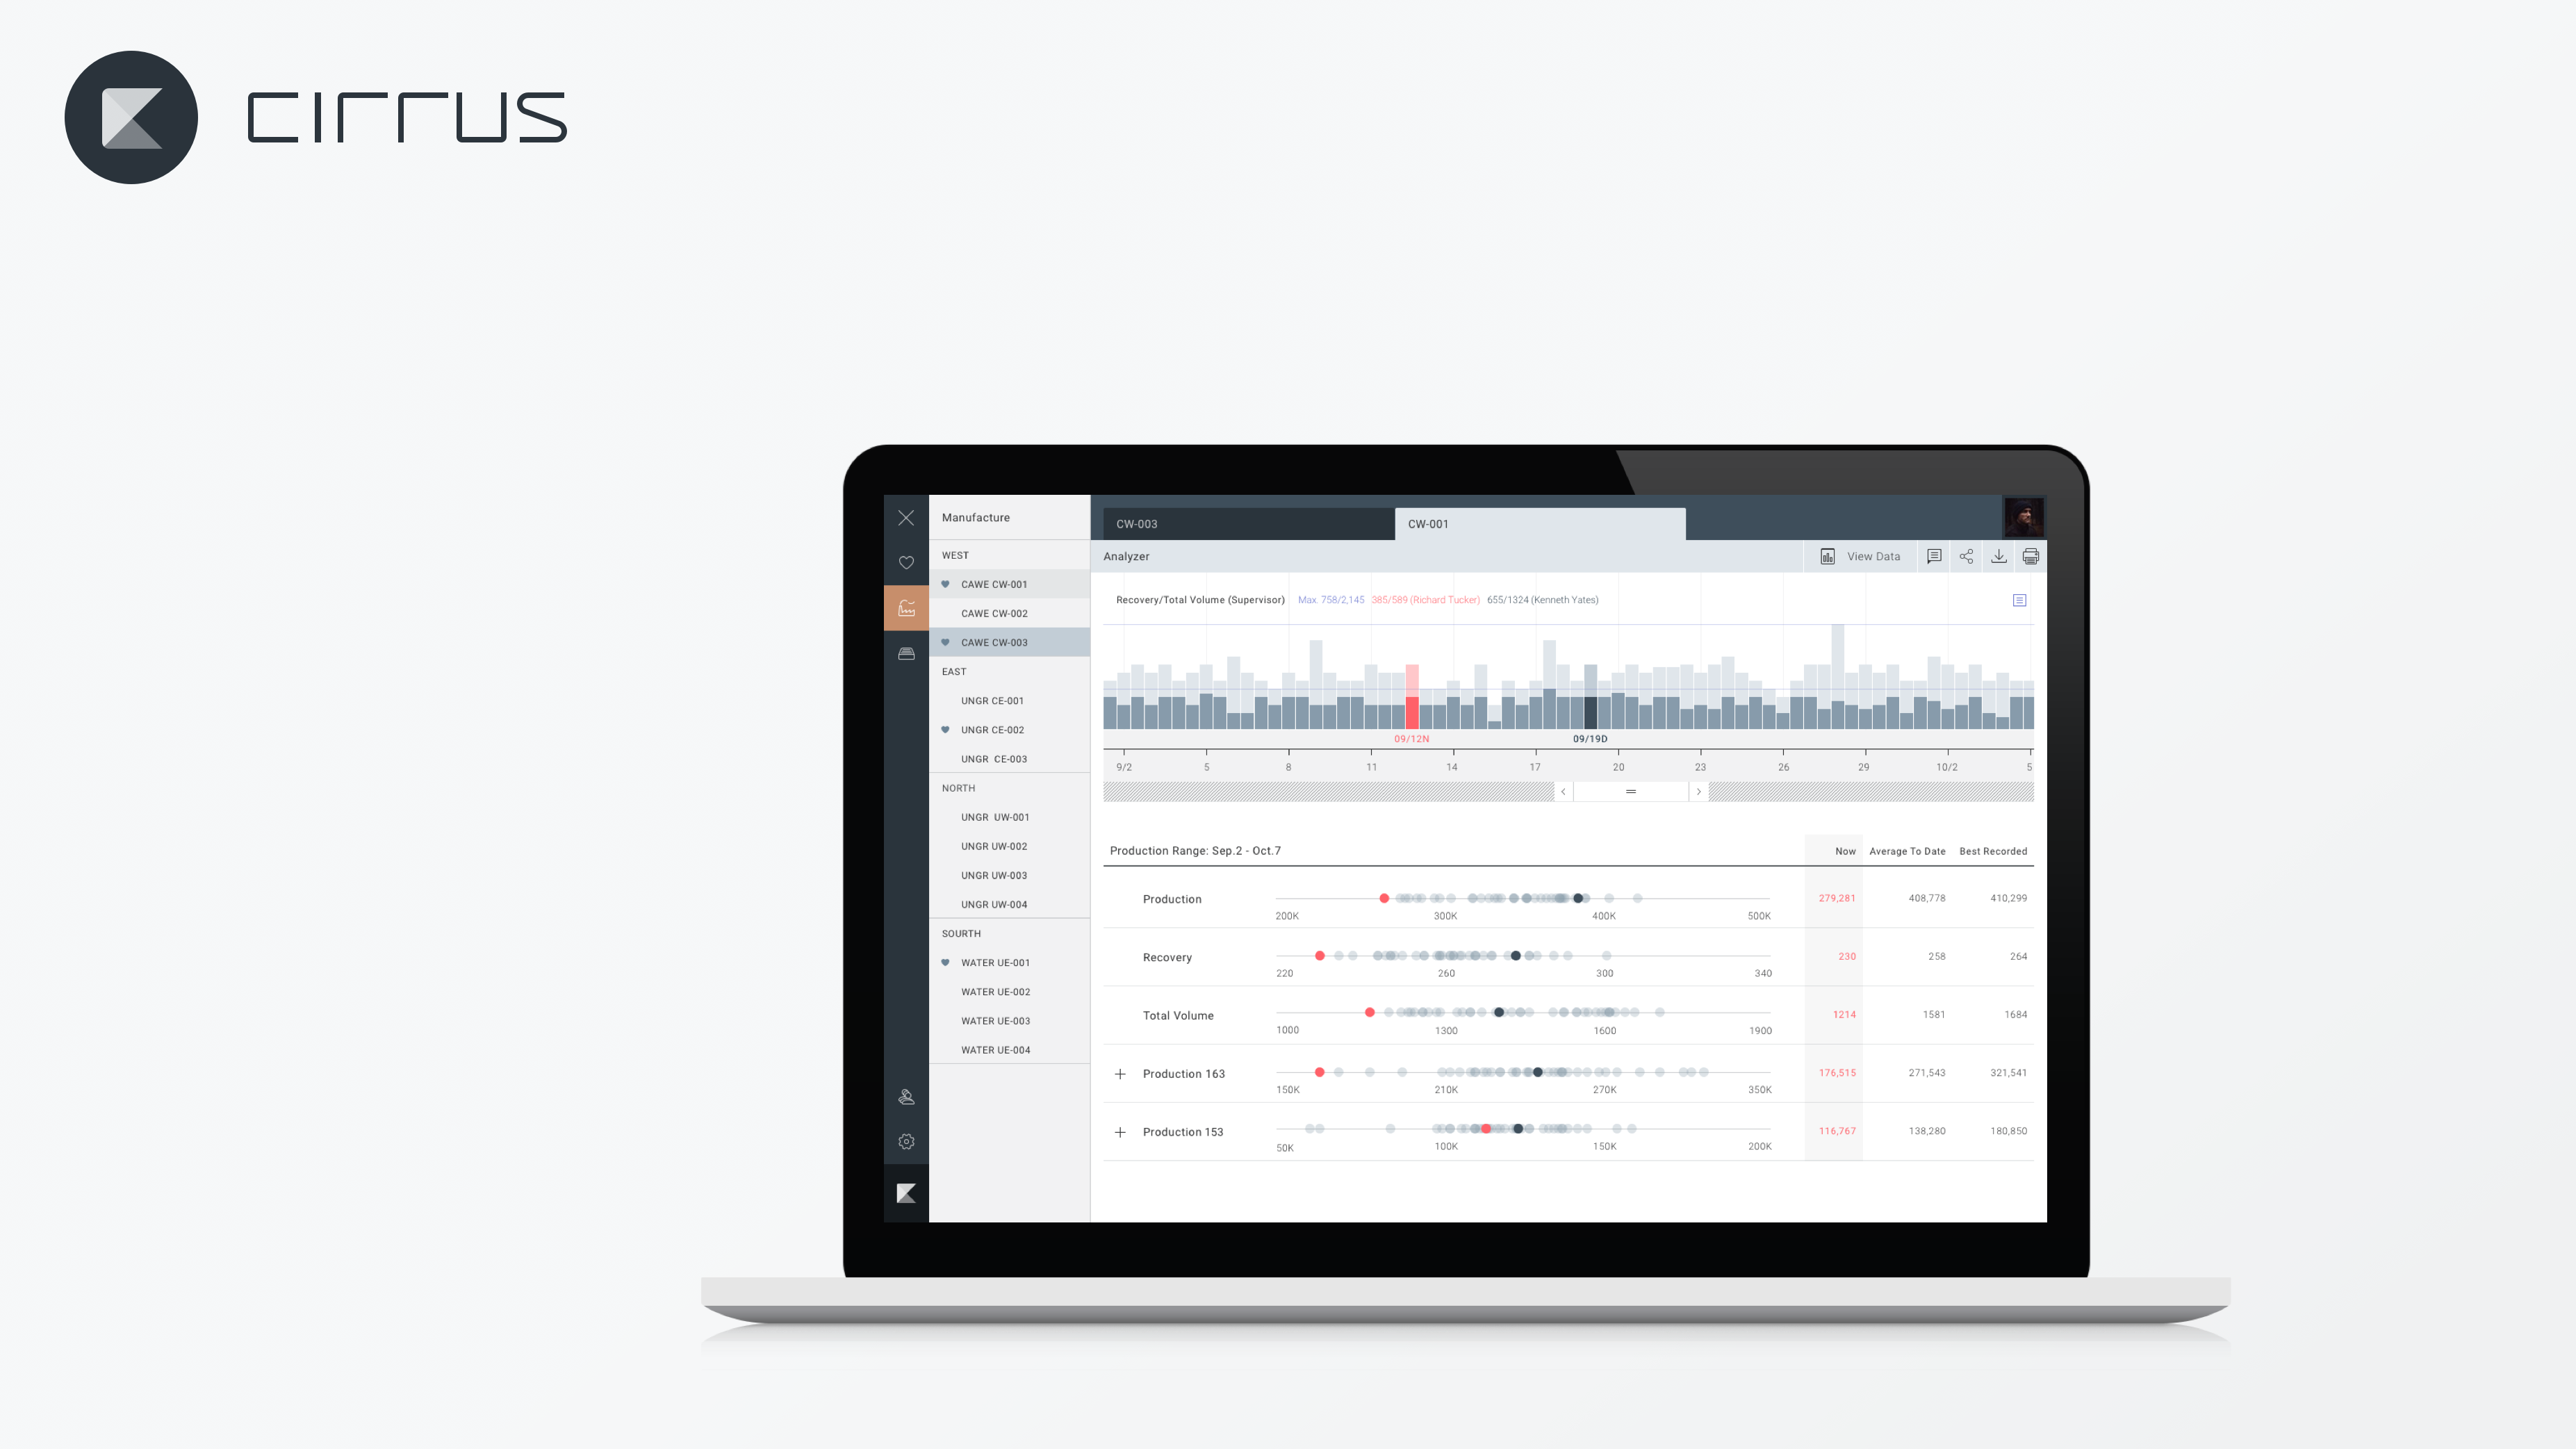 cirrus
Manufacture
WEST
CAWE CW-001
CAWE CW-002
CAWE CW-003
EAST
UNGR CE-001
UNGR CE-002
UNGR CE-003
NORTH
UNGR UW-001
UNGR UW-002
UNGR UW-003
UNGR UW-004
SOURTH
WATER UE-001
WATER UE-002
WATER UE-003
WATER UE-004
CW-003 CW-001
Analyzer View Data
Recovery/Total Volume (Supervisor) Max. 758/2,145 385/589 (Richard Tucker) 655/1324 (Kenneth Yates)
09/12N 09/19D
9/2 5 8 11 14 17 20 23 26 29 10/2 5
Production Range: Sep.2 - Oct.7 Now Average To Date Best Recorded
Production 279,281 408,778 410,299
200K 300K 400K 500K
Recovery 230 258 264
220 260 300 340
Total Volume 1214 1581 1684
1000 1300 1600 1900
Production 163 176,515 271,543 321,541
150K 210K 270K 350K
Production 153 116,767 138,280 180,850
50K 100K 150K 200K